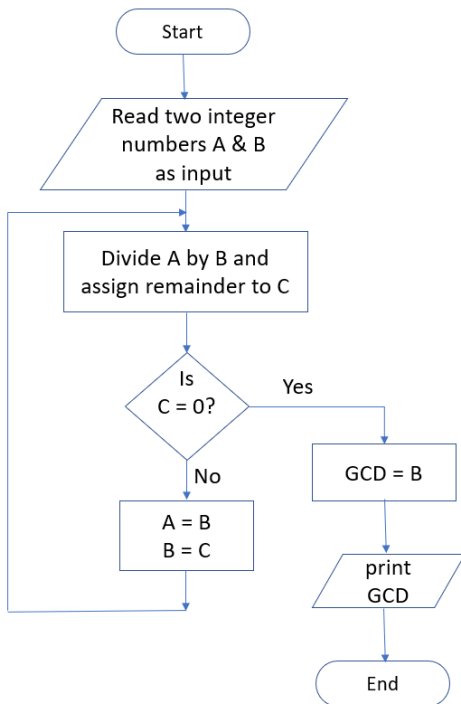 Start
Read two integer
numbers A & B
as input
Divide A by B and
assign remainder to C
Is
C = 0?
Yes
No
A = B
B = C
GCD = B
print
GCD
End